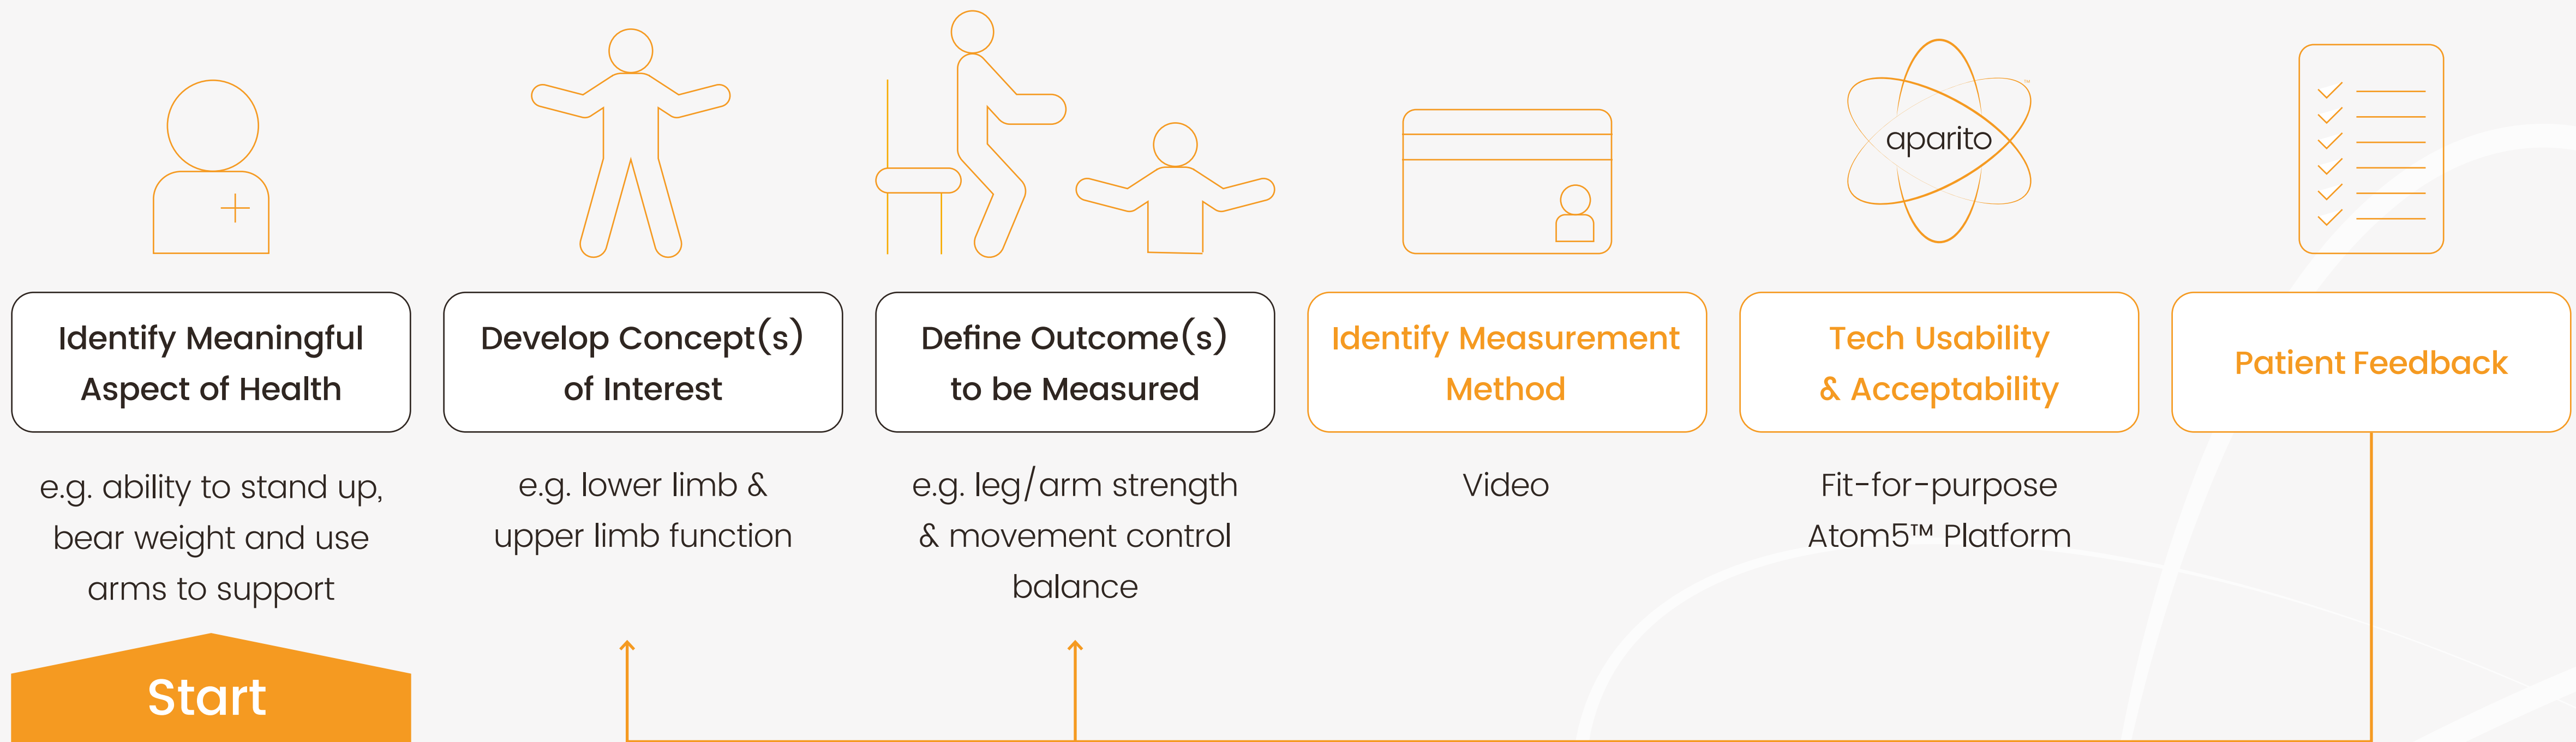 aparito
Identify Meaningful
Aspect of Health
Develop Concept(s)
of Interest
Define Outcome(s)
to be Measured
Identify Measurement
Method
Tech Usability
& Acceptability
Patient Feedback
e.g. ability to stand up,
bear weight and use
arms to support
e.g. lower limb &
upper limb function
e.g. leg/arm strength
& movement control
balance
Video
Fit-for-purpose
Atom5™ Platform
Start